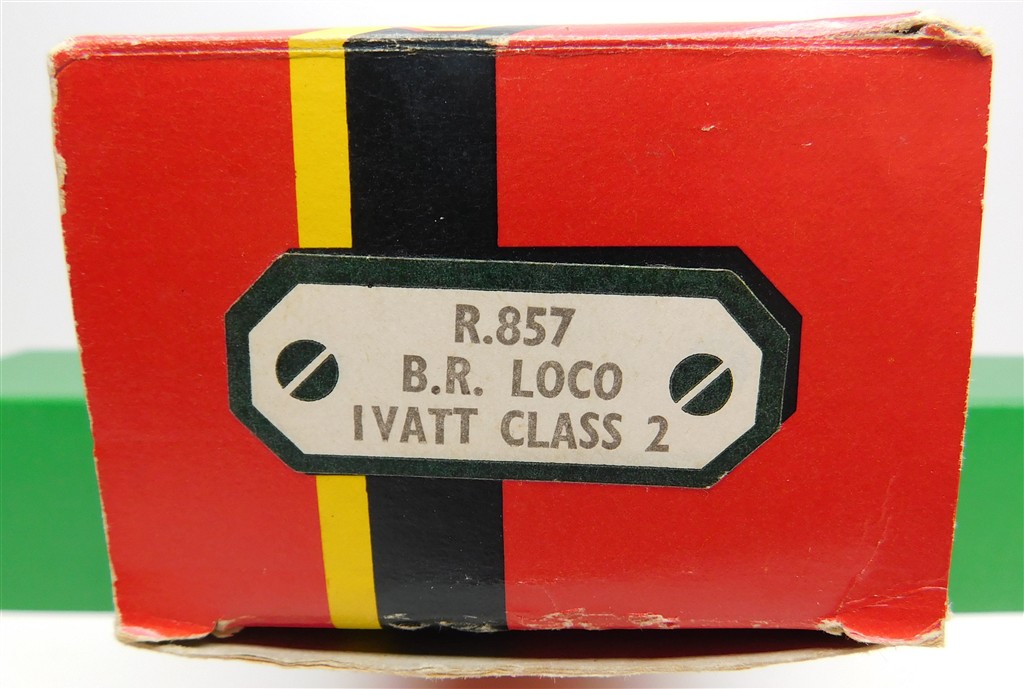 R.857
B.R. LOCO
IVATT CLASS 2